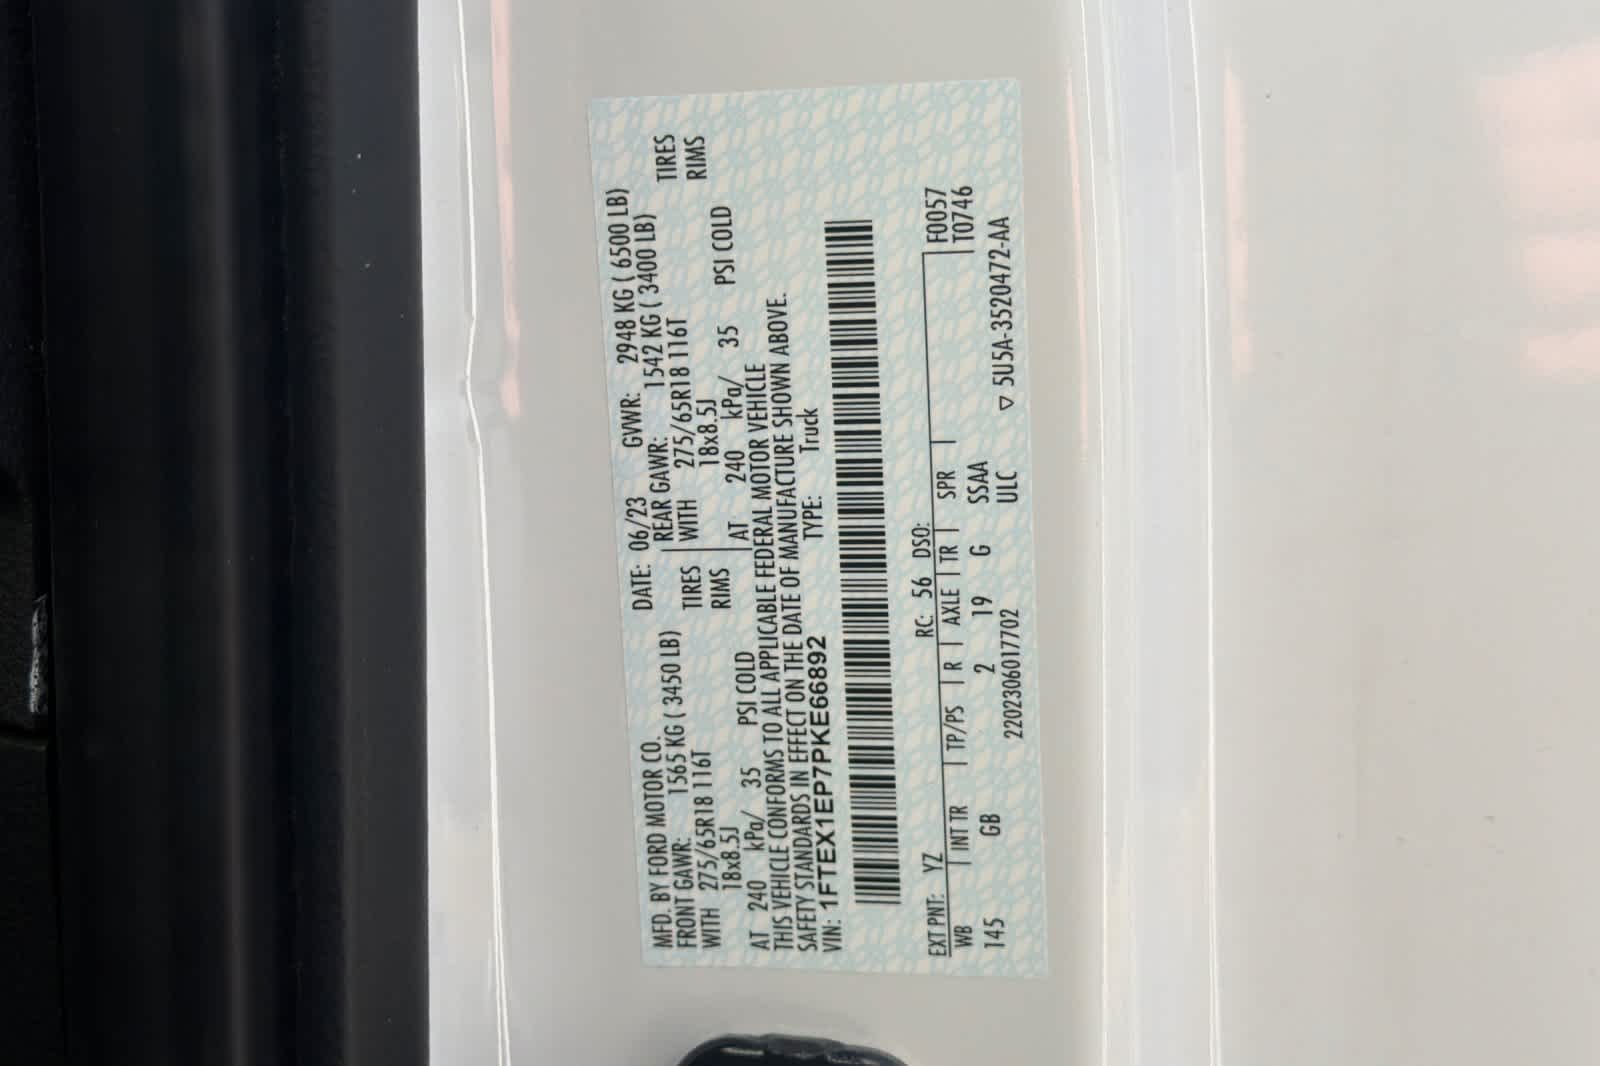 MFD. BY FORD MOTOR CO. DATE: 06/23 GVWR: 2948 KG ( 6500 LB)
FRONT GAWR: 1565 KG ( 3450 LB) REAR GAWR: 1542 KG ( 3400 LB)
WITH 275/65R18 116T TIRES WITH 275/65R18 116T TIRES
18x8.5J RIMS 18x8.5J RIMS
AT 240 kPa/ 35 PSI COLD AT 240 kPa/ 35 PSI COLD
THIS VEHICLE CONFORMS TO ALL APPLICABLE FEDERAL MOTOR VEHICLE
SAFETY STANDARDS IN EFFECT ON THE DATE OF MANUFACTURE SHOWN ABOVE.
VIN: 1FTEX1EP7PKE66892 TYPE: Truck
EXT PNT: YZ RC: 56 DSO: F0057
WB INT TR TP/PS R AXLE TR SPR T0746
145 GB 2 19 G SSAA
2202306017702 ULC ▽ 5U5A-3520472-AA